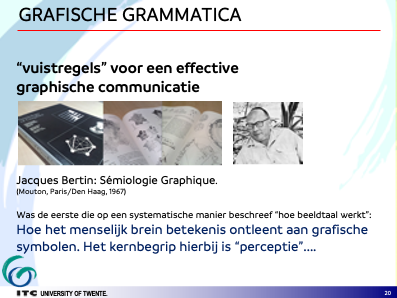 GRAFISCHE GRAMMATICA
“vuistregels” voor een effective
graphische communicatie
Jacques Bertin: Sémiologie Graphique.
(Mouton, Paris/Den Haag, 1967)
Was de eerste die op een systematische manier beschreef “hoe beeldtaal werkt”:
Hoe het menselijk brein betekenis ontleent aan grafische
symbolen. Het kernbegrip hierbij is “perceptie”....
ITC UNIVERSITY OF TWENTE.
20